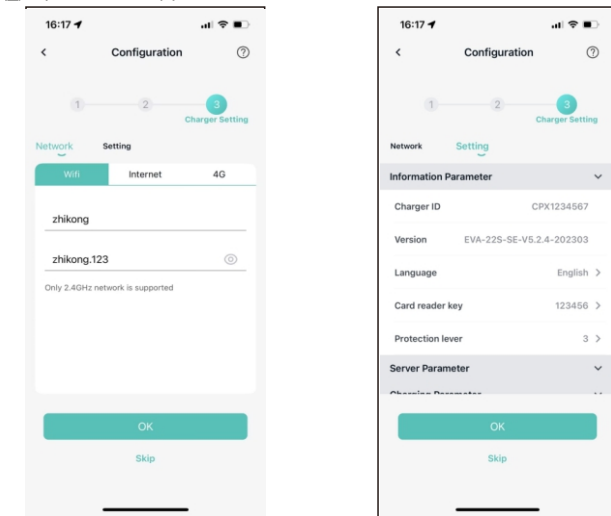 16:17
Configuration
1
2
3
Charger Setting
Network
Setting
Wifi
Internet
4G
zhikong
zhikong.123
Only 2.4GHz network is supported
OK
Skip
16:17
Configuration
1
2
3
Charger Setting
Network
Setting
Information Parameter
Charger ID CPX1234567
Version EVA-22S-SE-V5.2.4-202303
Language English
Card reader key 123456
Protection lever 3
Server Parameter
Charging Parameter
OK
Skip